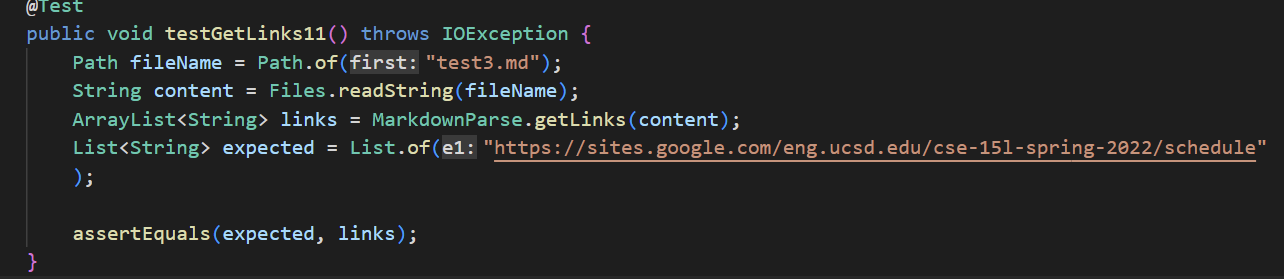 @Test
public void testGetLinks11() throws IOException {
Path fileName = Path.of(first: "test3.md");
String content = Files.readString(fileName);
ArrayList<String> links = MarkdownParse.getLinks(content);
List<String> expected = List.of(e1: "https://sites.google.com/eng.ucsd.edu/cse-15l-spring-2022/schedule"
);
assertEquals(expected, links);
}